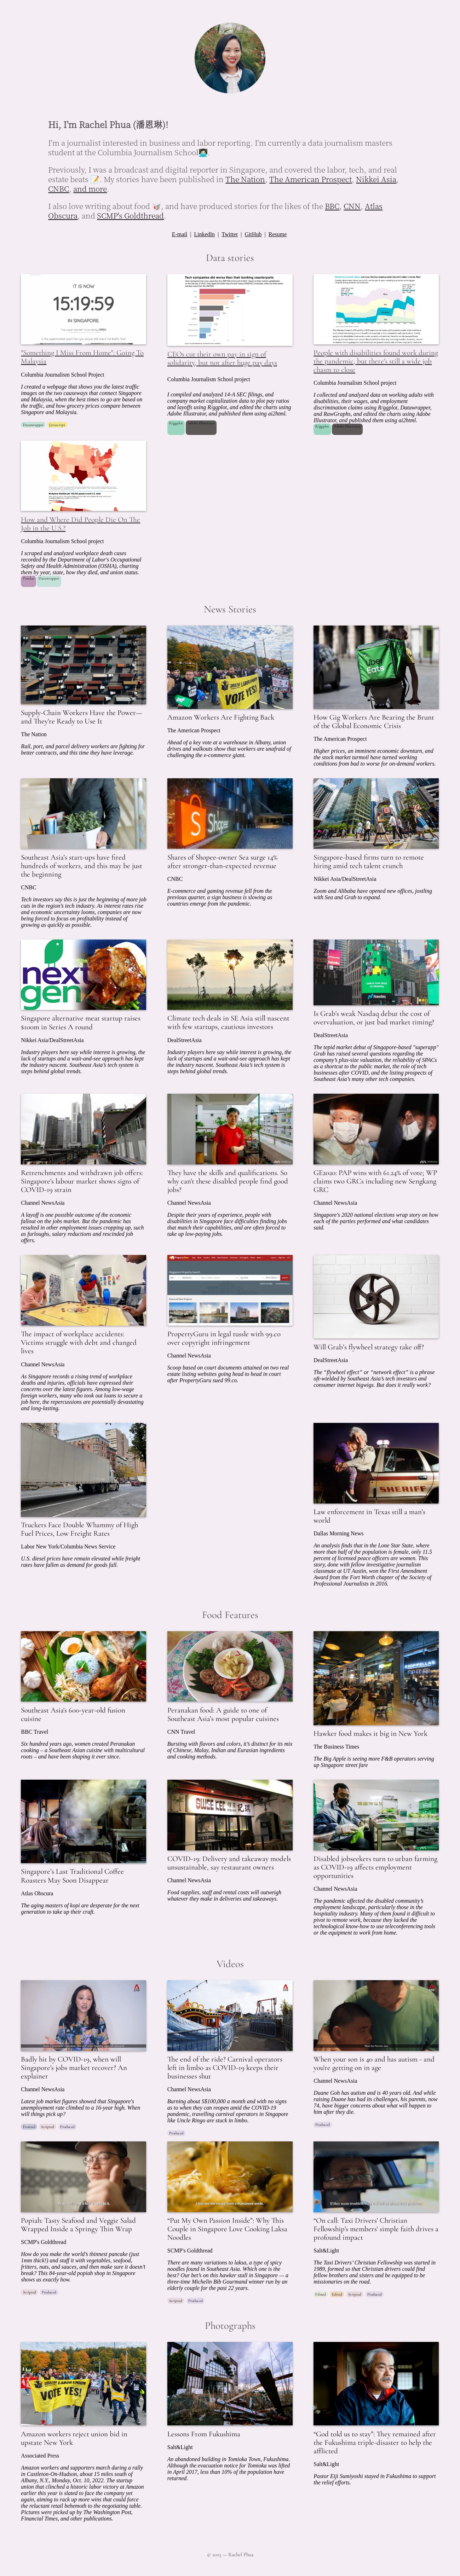 Hi, I'm Rachel Phua (潘恩琳)!
I'm a journalist interested in business and labor reporting. I'm currently a data journalism masters
student at the Columbia Journalism School👩🏻‍💻.
Previously, I was a broadcast and digital reporter in Singapore, and covered the labor, tech, and real
estate beats 📝. My stories have been published in The Nation, The American Prospect, Nikkei Asia,
CNBC, and more.
I also love writing about food 🥡, and have produced stories for the likes of the BBC, CNN, Atlas
Obscura, and SCMP's Goldthread.
E-mail | LinkedIn | Twitter | GitHub | Resume
Data stories
IT IS NOW
15:19:59
IN SINGAPORE.
"Something I Miss From Home": Going To
Malaysia
Columbia Journalism School Project
I created a webpage that shows you the latest traffic
images on the two causeways that connect Singapore
and Malaysia, when the best times to go are based on
the traffic, and how grocery prices compare between
Singapore and Malaysia.
Datawrapper Javascript
Tech companies did worse than their banking counterparts
CEOs cut their own pay in sign of
solidarity, but not after huge pay days
Columbia Journalism School project
I compiled and analyzed 14-A SEC filings, and
company market capitalisations, and CEO pay ratios
and layoffs using R/ggplot, and edited the charts using
Adobe Illustrator, and published them using ai2html.
R/ggplot
People with disabilities found work during
the pandemic, but there's still a wide job
chasm to close
Columbia Journalism School project
I collected and analyzed data on working adults with
disabilities, their wages, and employment
discrimination claims using R/ggplot, Datawrapper,
and RawGraphs, and edited the charts using Adobe
Illustrator, and published them using ai2html.
R/ggplot
How and Where Did People Die On The
Job in the U.S.?
Columbia Journalism School project
I scraped and analyzed workplace death cases
recorded by the Department of Labor's Occupational
Safety and Health Administration (OSHA), charting
them by year, state, how they died, and union status.
Pandas Datawrapper
News Stories
Supply-Chain Workers Have the Power—
and They're Ready to Use It
The Nation
Rail, port, and parcel delivery workers are fighting for
better contracts, and this time they have leverage.
VOTE YES!
Amazon Workers Are Fighting Back
The American Prospect
Ahead of a key vote at a warehouse in Albany, union
drives and walkouts show that workers are unafraid of
challenging the e-commerce giant.
Uber
Eats
How Gig Workers Are Bearing the Brunt
of the Global Economic Crisis
The American Prospect
Higher prices, an imminent economic downturn, and
the stock market turmoil have turned working
conditions from bad to worse for on-demand workers.
Southeast Asia's start-ups have fired
hundreds of workers, and this may be just
the beginning
CNBC
Tech investors say this is just the beginning of more job
cuts in the region's tech industry. As interest rates rise
and economic uncertainty looms, companies are now
being forced to focus on profitability instead of
growing as quickly as possible.
Shopee
Shares of Shopee-owner Sea surge 14%
after stronger-than-expected revenue
CNBC
E-commerce and gaming revenue fell from the
previous quarter, a sign business is slowing as
countries emerge from the pandemic.
Singapore-based firms turn to remote
hiring amid tech talent crunch
Nikkei Asia/DealStreetAsia
Zoom and Alibaba have opened new offices, jostling
with Sea and Grab to expand.
next
gen
Singapore alternative meat startup raises
$100m in Series A round
Nikkei Asia/DealStreetAsia
Industry players here say while interest is growing, the
lack of startups and a wait-and-see approach has kept
the industry nascent. Southeast Asia's tech system is
steps behind global trends.
Climate tech deals in SE Asia still nascent
with few startups, cautious investors
DealStreetAsia
Industry players here say while interest is growing, the
lack of startups and a wait-and-see approach has kept
the industry nascent. Southeast Asia's tech system is
steps behind global trends.
Is Grab's weak Nasdaq debut the cost of
overvaluation, or just bad market timing?
DealStreetAsia
The tepid market debut of Singapore-based "superapp"
Grab has raised several questions regarding the
company's plus-size valuation, the reliability of SPACs
as a shortcut to the public market, the role of tech
businesses after COVID, and the listing prospects of
Southeast Asia's many other tech companies.
Retrenchments and withdrawn job offers:
Singapore's labour market shows signs of
COVID-19 strain
Channel NewsAsia
A layoff is one possible outcome of the economic
fallout on the jobs market. But the pandemic has
resulted in other employment issues cropping up, such
as furloughs, salary reductions and rescinded job
offers.
They have the skills and qualifications. So
why can't these disabled people find good
jobs?
Channel NewsAsia
Despite their years of experience, people with
disabilities in Singapore face difficulties finding jobs
that match their capabilities, and are often forced to
take up low-paying jobs.
GE2020: PAP wins with 61.24% of vote; WP
claims two GRCs including new Sengkang
GRC
Channel NewsAsia
Singapore's 2020 national elections wrap story on how
each of the parties performed and what candidates
said.
The impact of workplace accidents:
Victims struggle with debt and changed
lives
Channel NewsAsia
As Singapore records a rising trend of workplace
deaths and injuries, officials have expressed their
concerns over the latest figures. Among low-wage
foreign workers, many who took out loans to secure a
job here, the repercussions are potentially devastating
and long-lasting.
PropertyGuru in legal tussle with 99.co
over copyright infringement
Channel NewsAsia
Scoop based on court documents attained on two real
estate listing websites going head to head in court
after PropertyGuru sued 99.co.
Will Grab's flywheel strategy take off?
DealStreetAsia
The "flywheel effect" or "network effect" is a phrase
oft-wielded by Southeast Asia's tech investors and
consumer internet bigwigs. But does it really work?
Truckers Face Double Whammy of High
Fuel Prices, Low Freight Rates
Labor New York/Columbia News Service
U.S. diesel prices have remain elevated while freight
rates have fallen as demand for goods fall.
SHERIFF
Law enforcement in Texas still a man's
world
Dallas Morning News
An analysis finds that in the Lone Star State, where
more than half of the population is female, only 11.5
percent of licensed peace officers are women. This
story, done with fellow investigative journalism
classmate at UT Austin, won the First Amendment
Award from the Fort Worth chapter of the Society of
Professional Journalists in 2016.
Food Features
Southeast Asia's 600-year-old fusion
cuisine
BBC Travel
Six hundred years ago, women created Peranakan
cooking – a Southeast Asian cuisine with multicultural
roots – and have been shaping it ever since.
Peranakan food: A guide to one of
Southeast Asia's most popular cuisines
CNN Travel
Bursting with flavors and colors, it's distinct for its mix
of Chinese, Malay, Indian and Eurasian ingredients
and cooking methods.
Hawker food makes it big in New York
The Business Times
The Big Apple is seeing more F&B operators serving
up Singapore street fare
Singapore's Last Traditional Coffee
Roasters May Soon Disappear
Atlas Obscura
The aging masters of kopi are desperate for the next
generation to take up their craft.
COVID-19: Delivery and takeaway models
unsustainable, say restaurant owners
Channel NewsAsia
Food supplies, staff and rental costs will outweigh
whatever they make in deliveries and takeaways.
Disabled jobseekers turn to urban farming
as COVID-19 affects employment
opportunities
Channel NewsAsia
The pandemic affected the disabled community's
employment landscape, particularly those in the
hospitality industry. Many of them found it difficult to
pivot to remote work, because they lacked the
technological know-how to use teleconferencing tools
or the equipment to work from home.
Videos
Badly hit by COVID-19, when will
Singapore's jobs market recover? An
explainer
Channel NewsAsia
Latest job market figures showed that Singapore's
unemployment rate climbed to a 16-year high. When
will things pick up?
Fronted Scripted Produced
The end of the ride? Carnival operators
left in limbo as COVID-19 keeps their
businesses shut
Channel NewsAsia
Burning about S$100,000 a month and with no signs
as to when they can reopen amid the COVID-19
pandemic, travelling carnival operators in Singapore
like Uncle Ringo are stuck in limbo.
Produced
When your son is 40 and has autism - and
you're getting on in age
Channel NewsAsia
Duane Goh has autism and is 40 years old. And while
raising Duane has had its challenges, his parents, now
74, have bigger concerns about what will happen to
him after they die.
Produced
Popiah: Tasty Seafood and Veggie Salad
Wrapped Inside a Springy Thin Wrap
SCMP's Goldthread
How do you make the world's thinnest pancake (just
1mm thick!) and stuff it with vegetables, seafood,
fritters, nuts, and sauces, and then make sure it doesn't
break? This 84-year-old popiah shop in Singapore
shows us exactly how.
Scripted Produced
"Put My Own Passion Inside": Why This
Couple in Singapore Love Cooking Laksa
Noodles
SCMP's Goldthread
There are many variations to laksa, a type of spicy
noodles found in Southeast Asia. Which one is the
best? Our bet's on this hawker stall in Singapore — a
three-time Michelin Bib Gourmand winner run by an
elderly couple for the past 22 years.
Scripted Produced
"On call: Taxi Drivers' Christian
Fellowship's members' simple faith drives a
profound impact
Salt&Light
The Taxi Drivers' Christian Fellowship was started in
1989, formed so that Christian drivers could find
fellow brothers and sisters and be equipped to be
missionaries on the road.
Filmed Edited Scripted Produced
Photographs
VOTE YES!
Amazon workers reject union bid in
upstate New York
Associated Press
Amazon workers and supporters march during a rally
in Castleton-On-Hudson, about 15 miles south of
Albany, N.Y., Monday, Oct. 10, 2022. The startup
union that clinched a historic labor victory at Amazon
earlier this year is slated to face the company yet
again, aiming to rack up more wins that could force
the reluctant retail behemoth to the negotiating table.
Pictures were picked up by The Washington Post,
Financial Times, and other publications.
Lessons From Fukushima
Salt&Light
An abandoned building in Tomioka Town, Fukushima.
Although the evacuation notice for Tomioka was lifted
in April 2017, less than 10% of the population have
returned.
"God told us to stay": They remained after
the Fukushima triple-disaster to help the
afflicted
Salt&Light
Pastor Eiji Sumiyoshi stayed in Fukushima to support
the relief efforts.
© 2023 — Rachel Phua